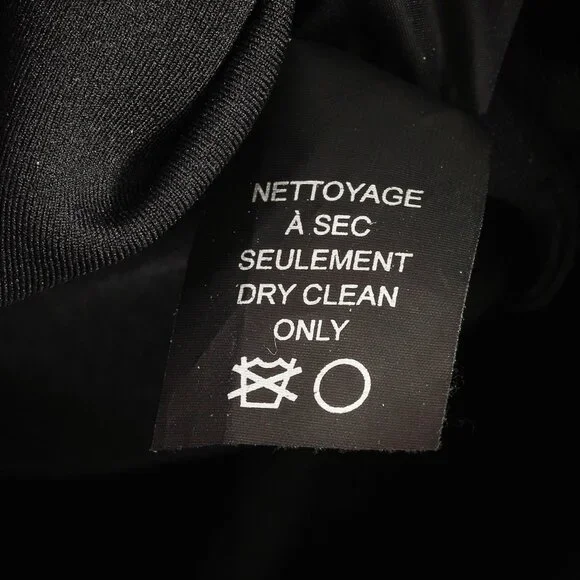 NETTOYAGE
À SEC
SEULEMENT
DRY CLEAN
ONLY